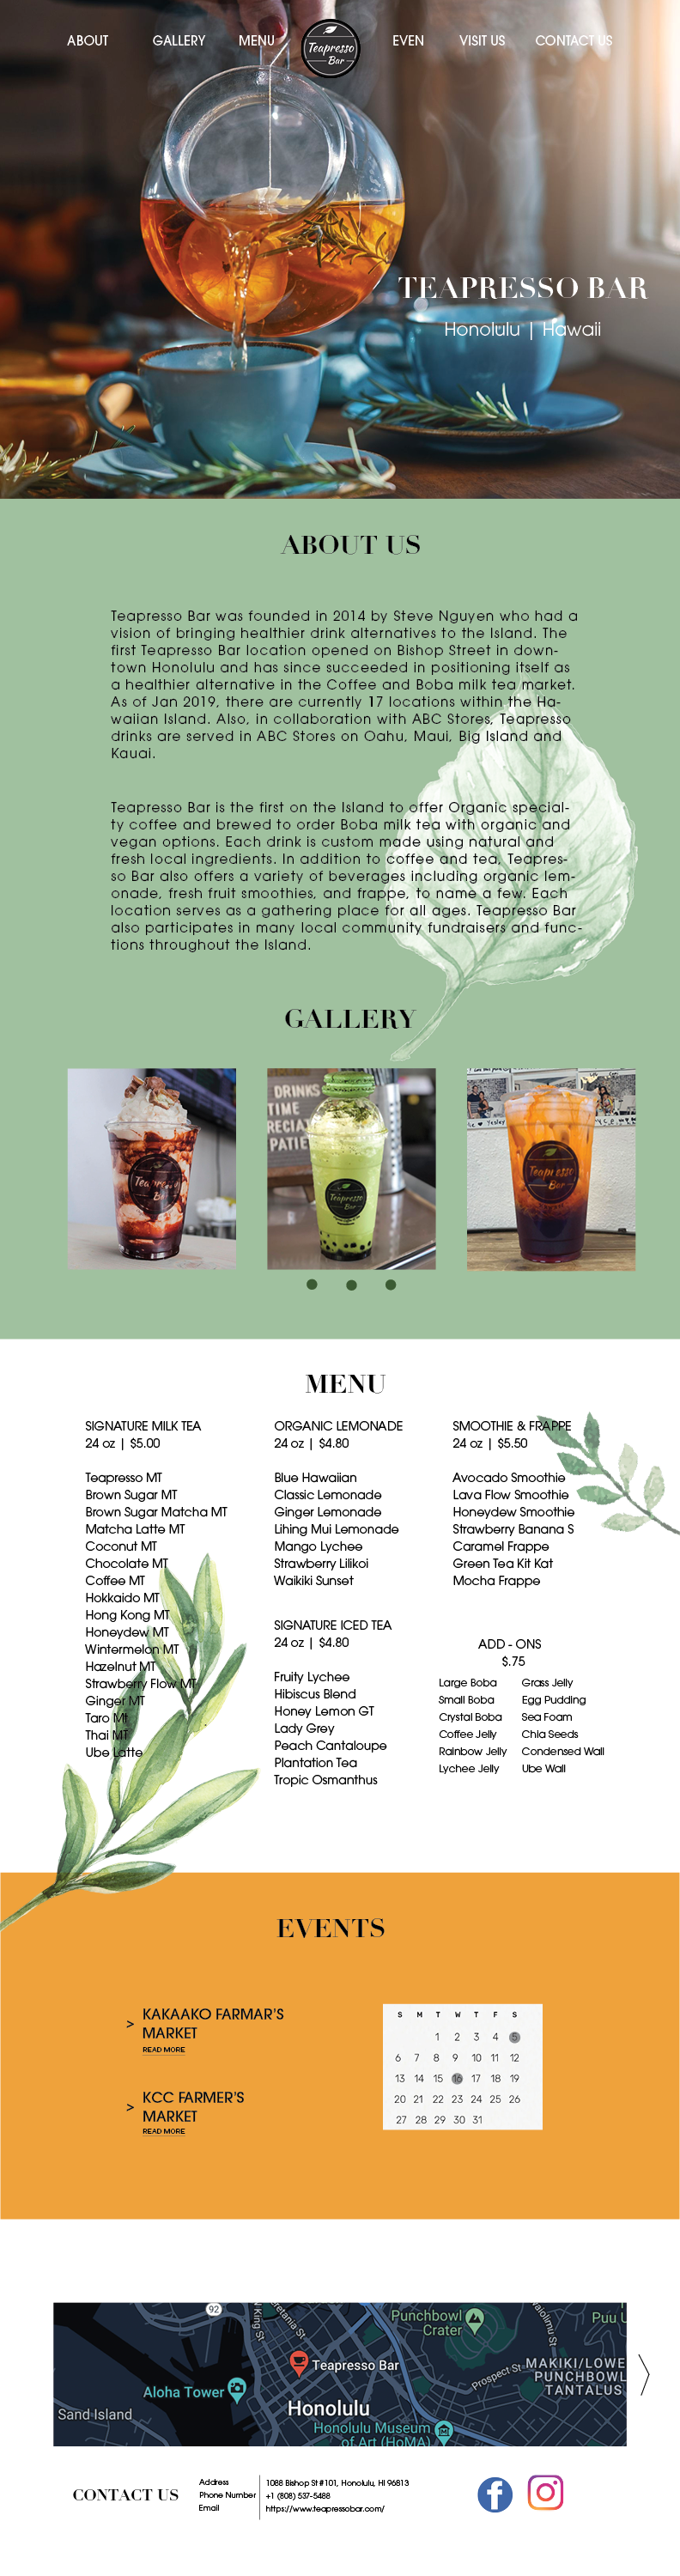 ABOUT GALLERY MENU Teapresso Bar EVEN VISIT US CONTACT US
TEAPRESSO BAR
Honolulu | Hawaii
ABOUT US
Teapresso Bar was founded in 2014 by Steve Nguyen who had a
vision of bringing healthier drink alternatives to the Island. The
first Teapresso Bar location opened on Bishop Street in down-
town Honolulu and has since succeeded in positioning itself as
a healthier alternative in the Coffee and Boba milk tea market.
As of Jan 2019, there are currently 17 locations within the Ha-
waiian Island. Also, in collaboration with ABC Stores, Teapresso
drinks are served in ABC Stores on Oahu, Maui, Big Island and
Kauai.
Teapresso Bar is the first on the Island to offer Organic special-
ty coffee and brewed to order Boba milk tea with organic and
vegan options. Each drink is custom made using natural and
fresh local ingredients. In addition to coffee and tea, Teapres-
so Bar also offers a variety of beverages including organic lem-
onade, fresh fruit smoothies, and frappe, to name a few. Each
location serves as a gathering place for all ages. Teapresso Bar
also participates in many local community fundraisers and func-
tions throughout the Island.
GALLERY
Teapresso
Bar
DRINKS
TIME
Teapresso
Bar
Teapresso
Bar
MENU
SIGNATURE MILK TEA
24 oz | $5.00
Teapresso MT
Brown Sugar MT
Brown Sugar Matcha MT
Matcha Latte MT
Coconut MT
Chocolate MT
Coffee MT
Hokkaido MT
Hong Kong MT
Honeydew MT
Wintermelon MT
Hazelnut MT
Strawberry Flow MT
Ginger MT
Taro Mt
Thai MT
Ube Latte
ORGANIC LEMONADE
24 oz | $4.80
Blue Hawaiian
Classic Lemonade
Ginger Lemonade
Lihing Mui Lemonade
Mango Lychee
Strawberry Lilikoi
Waikiki Sunset
SIGNATURE ICED TEA
24 oz | $4.80
Fruity Lychee
Hibiscus Blend
Honey Lemon GT
Lady Grey
Peach Cantaloupe
Plantation Tea
Tropic Osmanthus
SMOOTHIE & FRAPPE
24 oz | $5.50
Avocado Smoothie
Lava Flow Smoothie
Honeydew Smoothie
Strawberry Banana S
Caramel Frappe
Green Tea Kit Kat
Mocha Frappe
ADD - ONS
$.75
Large Boba Grass Jelly
Small Boba Egg Pudding
Crystal Boba Sea Foam
Coffee Jelly Chia Seeds
Rainbow Jelly Condensed Wall
Lychee Jelly Ube Wall
EVENTS
> KAKAAKO FARMAR'S
MARKET
READ MORE
> KCC FARMER'S
MARKET
READ MORE
S M T W T F S
1 2 3 4 5
6 7 8 9 10 11 12
13 14 15 16 17 18 19
20 21 22 23 24 25 26
27 28 29 30 31
92
N King St
Punchbowl
Crater
Puu U
Teapresso Bar
Prospect St
MAKIKI/LOWE
PUNCHBOWL
TANTALUS
Aloha Tower
Honolulu
Sand Island
Honolulu Museum
of Art (HoMA)
CONTACT US
Address 1088 Bishop St #101, Honolulu, HI 96813
Phone Number +1 (808) 537-5488
Email https://www.teapressobar.com/